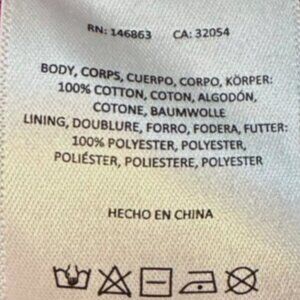 RN: 146863 CA: 32054
BODY, CORPS, CUERPO, CORPO, KÖRPER:
100% COTTON, COTON, ALGODÓN,
COTONE, BAUMWOLLE
LINING, DOUBLURE, FORRO, FODERA, FUTTER:
100% POLYESTER, POLYESTER,
POLIÉSTER, POLIESTERE, POLYESTER
HECHO EN CHINA